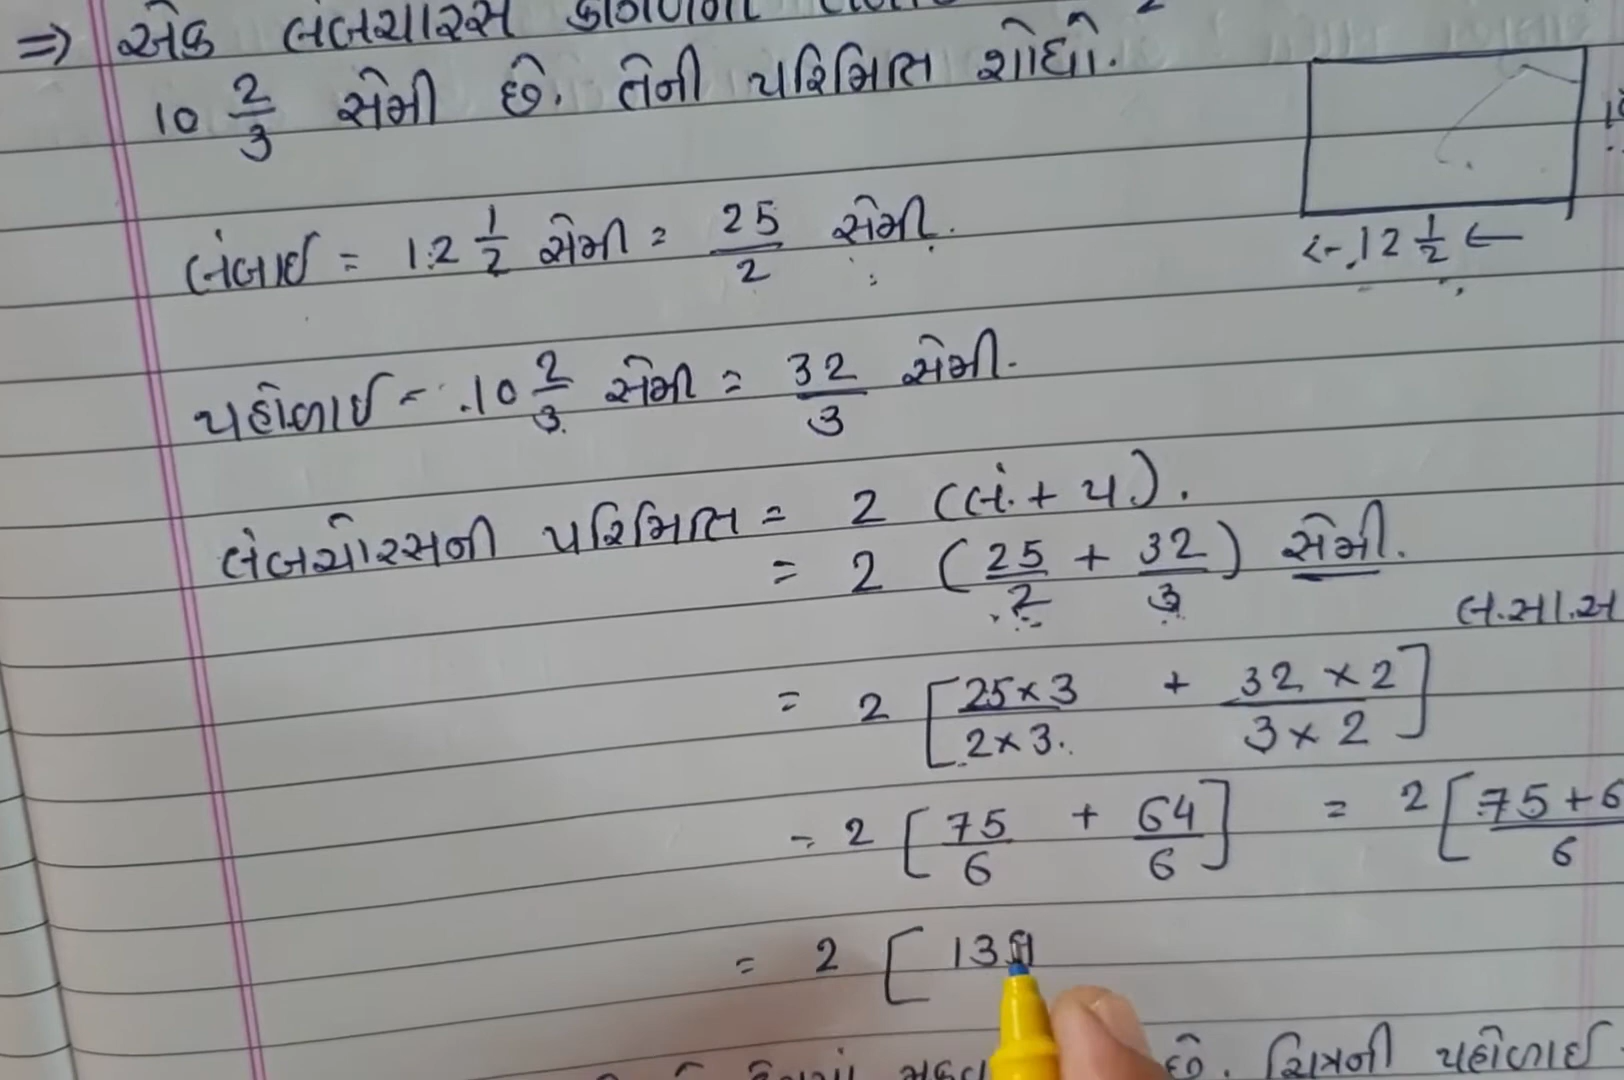 ⇒ એક લંબચોરસ કાગળની
10 2/3 સેમી છે. તેની પરિમિતિ શોધો.
લંબાઈ = 12 1/2 સેમી = 25/2 સેમી.
<-.12 1/2 ←
પહોળાઈ = 10 2/3 સેમી = 32/3 સેમી.
લંબચોરસની પરિમિતિ = 2 (લં. + પ.).
= 2 (25/2 + 32/3) સેમી.
લ.સા.અ
= 2 [25×3/2×3 + 32×2/3×2]
= 2 [75/6 + 64/6] = 2 [75+6/6
= 2 [ 139
છે. ચિત્રની પહોળાઈ